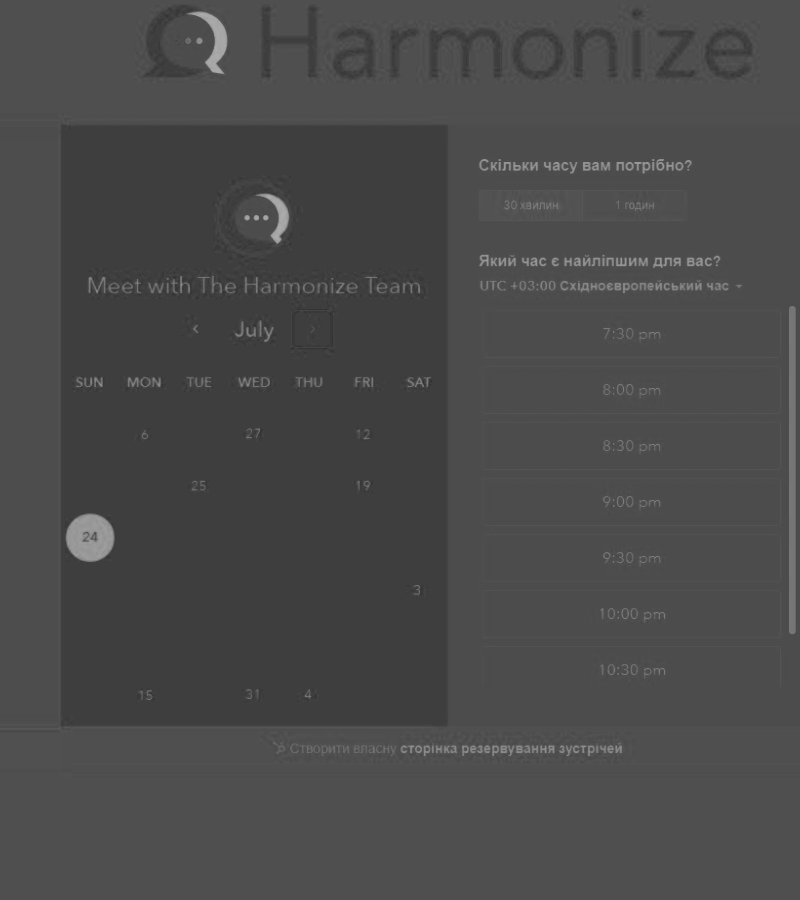 Harmonize
Meet with The Harmonize Team
July
SUN MON TUE WED THU FRI SAT
6 27 12
25 19
24
3
15 31 4
Скільки часу вам потрібно?
30 хвилин 1 годин
Який час є найліпшим для вас?
UTC +03:00 Східноєвропейський час
7:30 pm
8:00 pm
8:30 pm
9:00 pm
9:30 pm
10:00 pm
10:30 pm
Створити власну сторінка резервування зустрічей